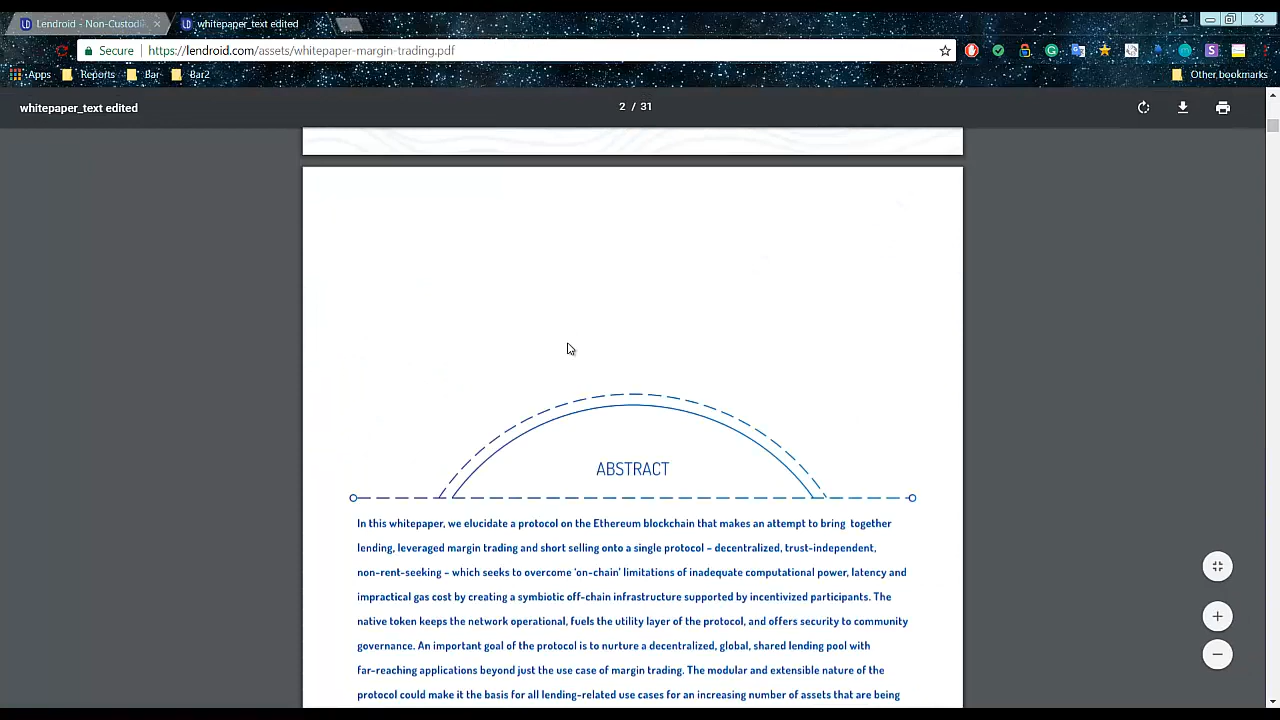 Lendroid - Non-Custodi
whitepaper_text edited
Secure
https://lendroid.com/assets/whitepaper-margin-trading.pdf
Apps
Reports
Bar
Bar2
Other bookmarks
whitepaper_text edited
2 / 31
ABSTRACT
In this whitepaper, we elucidate a protocol on the Ethereum blockchain that makes an attempt to bring together
lending, leveraged margin trading and short selling onto a single protocol – decentralized, trust-independent,
non-rent-seeking – which seeks to overcome ‘on-chain’ limitations of inadequate computational power, latency and
impractical gas cost by creating a symbiotic off-chain infrastructure supported by incentivized participants. The
native token keeps the network operational, fuels the utility layer of the protocol, and offers security to community
governance. An important goal of the protocol is to nurture a decentralized, global, shared lending pool with
far-reaching applications beyond just the use case of margin trading. The modular and extensible nature of the
protocol could make it the basis for all lending-related use cases for an increasing number of assets that are being